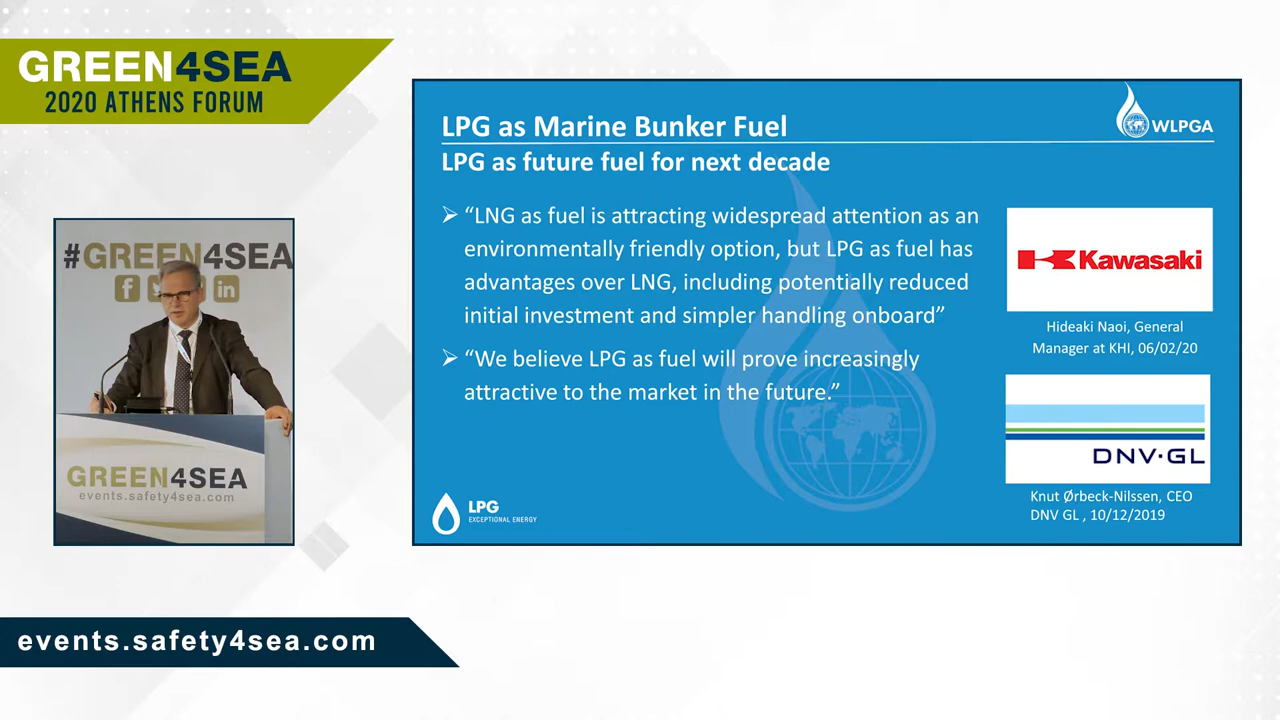 GREEN4SEA
2020 ATHENS FORUM
#GREEN4SEA
GREEN4SEA
events.safety4sea.com
LPG as Marine Bunker Fuel
WLPGA
LPG as future fuel for next decade
“LNG as fuel is attracting widespread attention as an
environmentally friendly option, but LPG as fuel has
advantages over LNG, including potentially reduced
initial investment and simpler handling onboard”
“We believe LPG as fuel will prove increasingly
attractive to the market in the future.”
Kawasaki
Hideaki Naoi, General
Manager at KHI, 06/02/20
DNV·GL
Knut Ørbeck-Nilssen, CEO
DNV GL , 10/12/2019
LPG
EXCEPTIONAL ENERGY
events.safety4sea.com